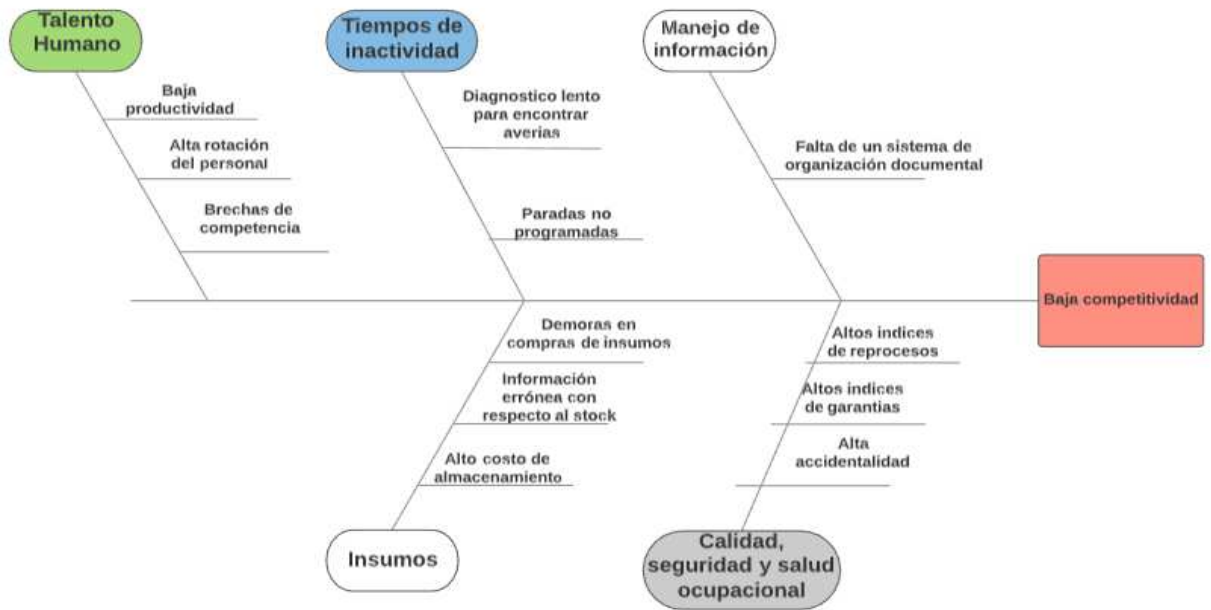 Talento
Humano
Tiempos de
inactividad
Manejo de
información
Baja
productividad
Alta rotación
del personal
Brechas de
competencia
Diagnostico lento
para encontrar
averias
Paradas no
programadas
Falta de un sistema de
organización documental
Baja competitividad
Demoras en
compras de insumos
Información
errónea con
respecto al stock
Alto costo de
almacenamiento
Altos indices
de reprocesos
Altos indices
de garantias
Alta
accidentalidad
Insumos
Calidad,
seguridad y salud
ocupacional